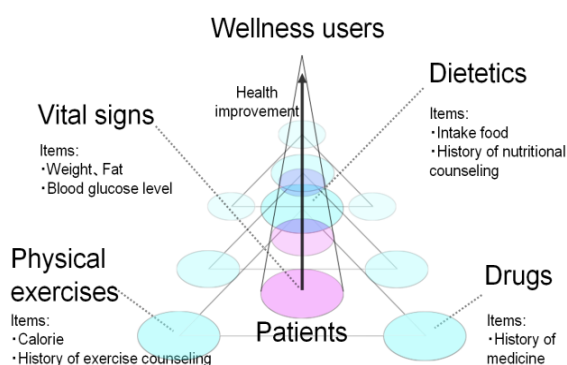 Wellness users
Health
improvement
Dietetics
Items:
・Intake food
・History of nutritional
counseling
Vital signs
Items:
・Weight、Fat
・Blood glucose level
Physical
exercises
Items:
・Calorie
・History of exercise counseling
Patients
Drugs
Items:
・History of
medicine